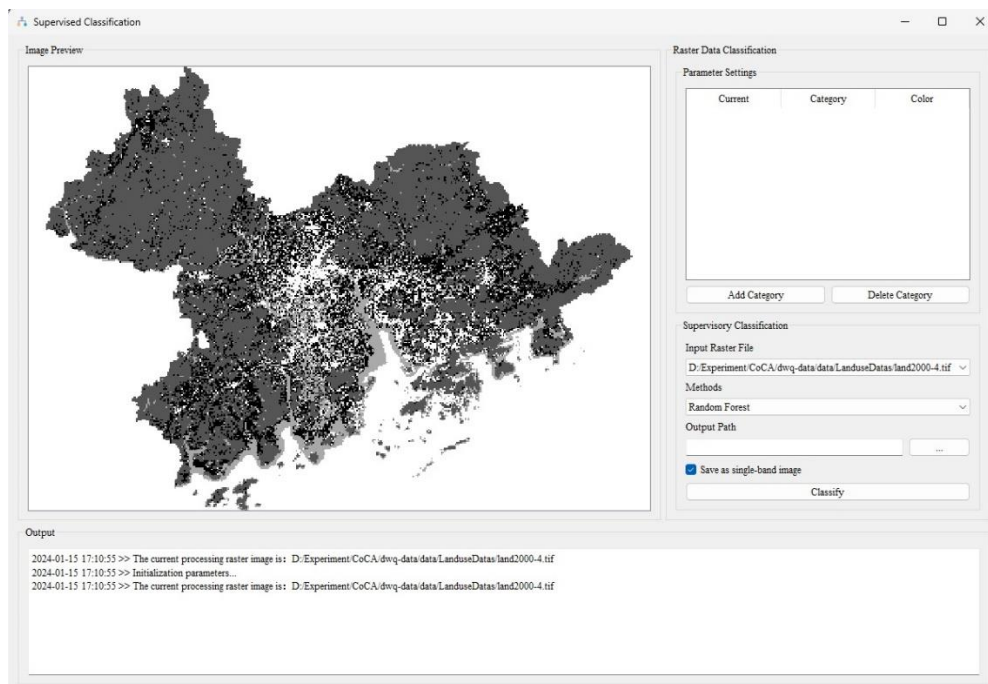 Supervised Classification
Image Preview
Raster Data Classification
Parameter Settings
Current Category Color
Add Category Delete Category
Supervisory Classification
Input Raster File
D:/Experiment/CoCA/dwq-data/data/LanduseDatas/land2000-4.tif
Methods
Random Forest
Output Path
...
Save as single-band image
Classify
Output
2024-01-15 17:10:55 >> The current processing raster image is: D:/Experiment/CoCA/dwq-data/data/LanduseDatas/land2000-4.tif
2024-01-15 17:10:55 >> Initialization parameters...
2024-01-15 17:10:55 >> The current processing raster image is: D:/Experiment/CoCA/dwq-data/data/LanduseDatas/land2000-4.tif